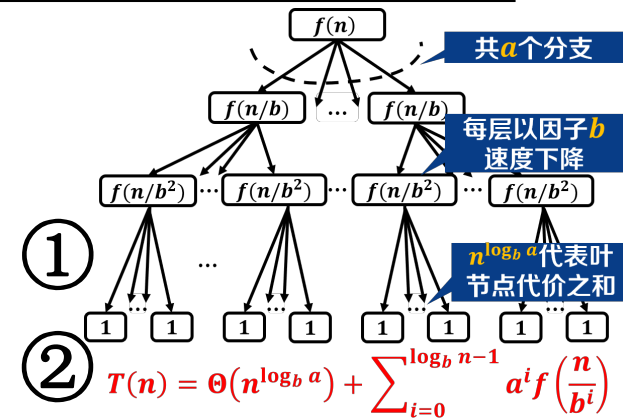 f(n)
共a个分支
f(n/b) ... f(n/b)
每层以因子b
速度下降
f(n/b²) ... f(n/b²) ... f(n/b²) ... f(n/b²)
①
...
n^{log_b a}代表叶
节点代价之和
... ... ... ...
1 1 1 1 1 1 1 1
②
T(n) = Θ(n^{log_b a}) + ∑_{i=0}^{log_b n−1} a^i f(n/b^i)